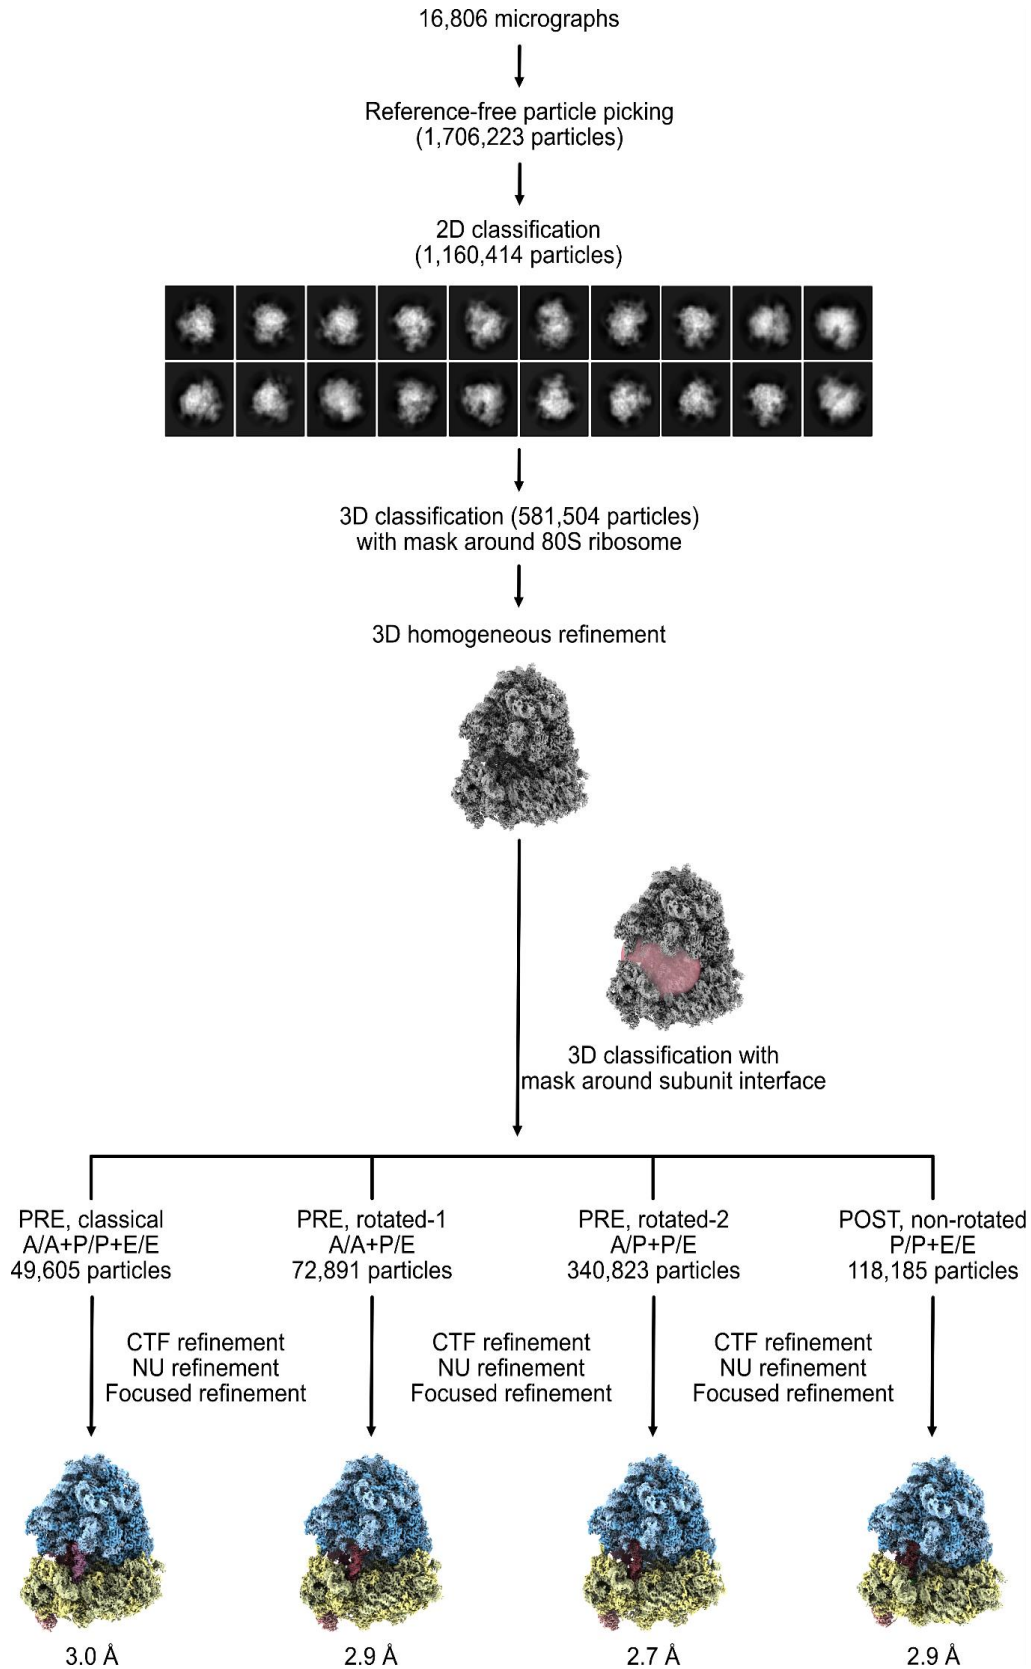 16,806 micrographs
Reference-free particle picking
(1,706,223 particles)
2D classification
(1,160,414 particles)
3D classification (581,504 particles)
with mask around 80S ribosome
3D homogeneous refinement
3D classification with
mask around subunit interface
PRE, classical
A/A+P/P+E/E
49,605 particles
PRE, rotated-1
A/A+P/E
72,891 particles
PRE, rotated-2
A/P+P/E
340,823 particles
POST, non-rotated
P/P+E/E
118,185 particles
CTF refinement
NU refinement
Focused refinement
CTF refinement
NU refinement
Focused refinement
CTF refinement
NU refinement
Focused refinement
3.0 Å
2.9 Å
2.7 Å
2.9 Å